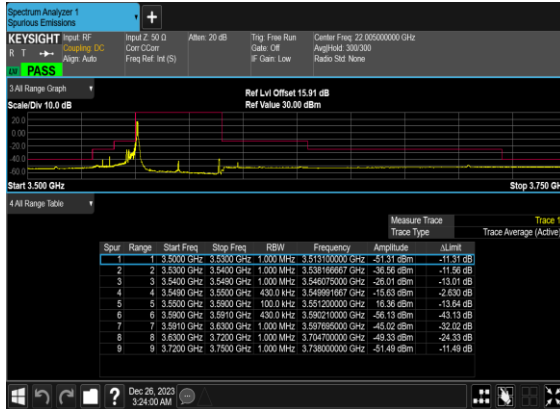 Spectrum Analyzer 1
Spurious Emissions
+
KEYSIGHT Input: RF Input Z: 50 Ω Atten: 20 dB Trig: Free Run Center Freq: 22.005000000 GHz
R T Coupling: DC Corr CCorr Gate: Off Avg|Hold: 300/300
Align: Auto Freq Ref: Int (S) IF Gain: Low Radio Std: None
PASS
3 All Range Graph
Ref Lvl Offset 15.91 dB
Scale/Div 10.0 dB Ref Value 30.00 dBm
20.0
0.00
-20.0
-40.0
-60.0
Start 3.500 GHz Stop 3.750 GH
4 All Range Table
Measure Trace Trace 1
Trace Type Trace Average (Active)
Spur Range Start Freq Stop Freq RBW Frequency Amplitude ΔLimit
1 1 3.5000 GHz 3.5300 GHz 1.000 MHz 3.513100000 GHz -51.31 dBm -11.31 dB
2 2 3.5300 GHz 3.5400 GHz 1.000 MHz 3.538166667 GHz -36.56 dBm -11.56 dB
3 3 3.5400 GHz 3.5490 GHz 1.000 MHz 3.546075000 GHz -26.01 dBm -13.01 dB
4 4 3.5490 GHz 3.5500 GHz 430.0 kHz 3.549991667 GHz -15.63 dBm -2.630 dB
5 5 3.5500 GHz 3.5900 GHz 100.0 kHz 3.551200000 GHz 16.36 dBm -13.64 dB
6 6 3.5900 GHz 3.5910 GHz 430.0 kHz 3.590210000 GHz -56.13 dBm -43.13 dB
7 7 3.5910 GHz 3.6300 GHz 1.000 MHz 3.597695000 GHz -45.02 dBm -32.02 dB
8 8 3.6300 GHz 3.7200 GHz 1.000 MHz 3.704700000 GHz -49.33 dBm -24.33 dB
9 9 3.7200 GHz 3.7500 GHz 1.000 MHz 3.738000000 GHz -51.49 dBm -11.49 dB
? Dec 26, 2023
3:24:00 AM